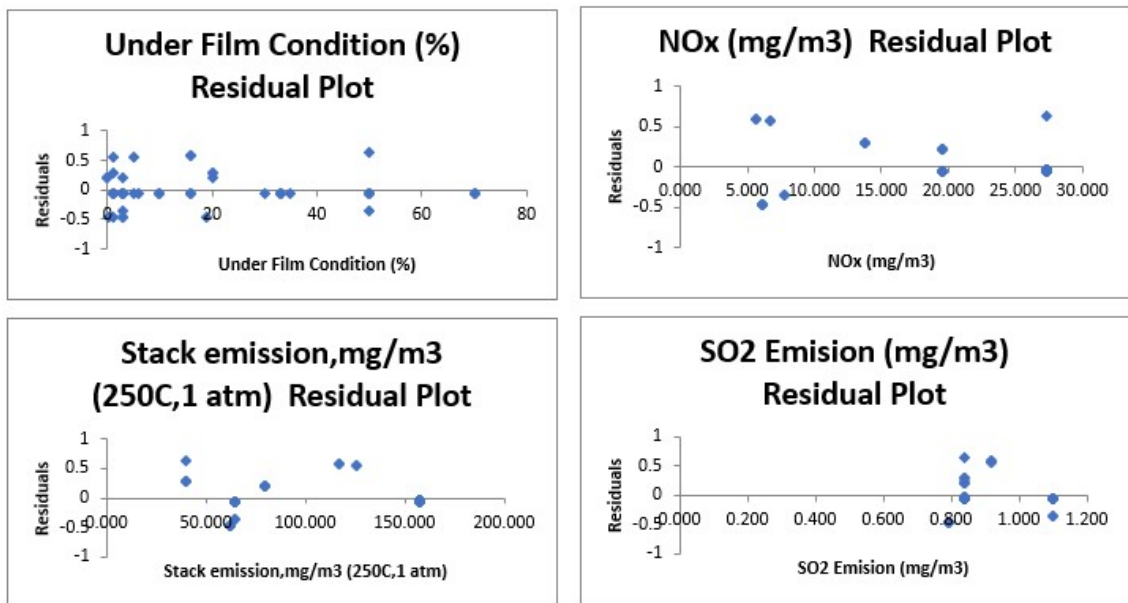 Under Film Condition (%)
Residual Plot
1
0.5
0
-0.5
-1
0
20
40
60
80
Residuals
Under Film Condition (%)
NOx (mg/m3) Residual Plot
1
0.5
0
-0.5
-1
0.000
5.000
10.000
15.000
20.000
25.000
30.000
Residuals
NOx (mg/m3)
Stack emission,mg/m3
(250C,1 atm) Residual Plot
1
0.5
0
-0.5
-1
0.000
50.000
100.000
150.000
200.000
Residuals
Stack emission,mg/m3 (250C,1 atm)
SO2 Emision (mg/m3)
Residual Plot
1
0.5
0
-0.5
-1
0.000
0.200
0.400
0.600
0.800
1.000
1.200
Residuals
SO2 Emision (mg/m3)